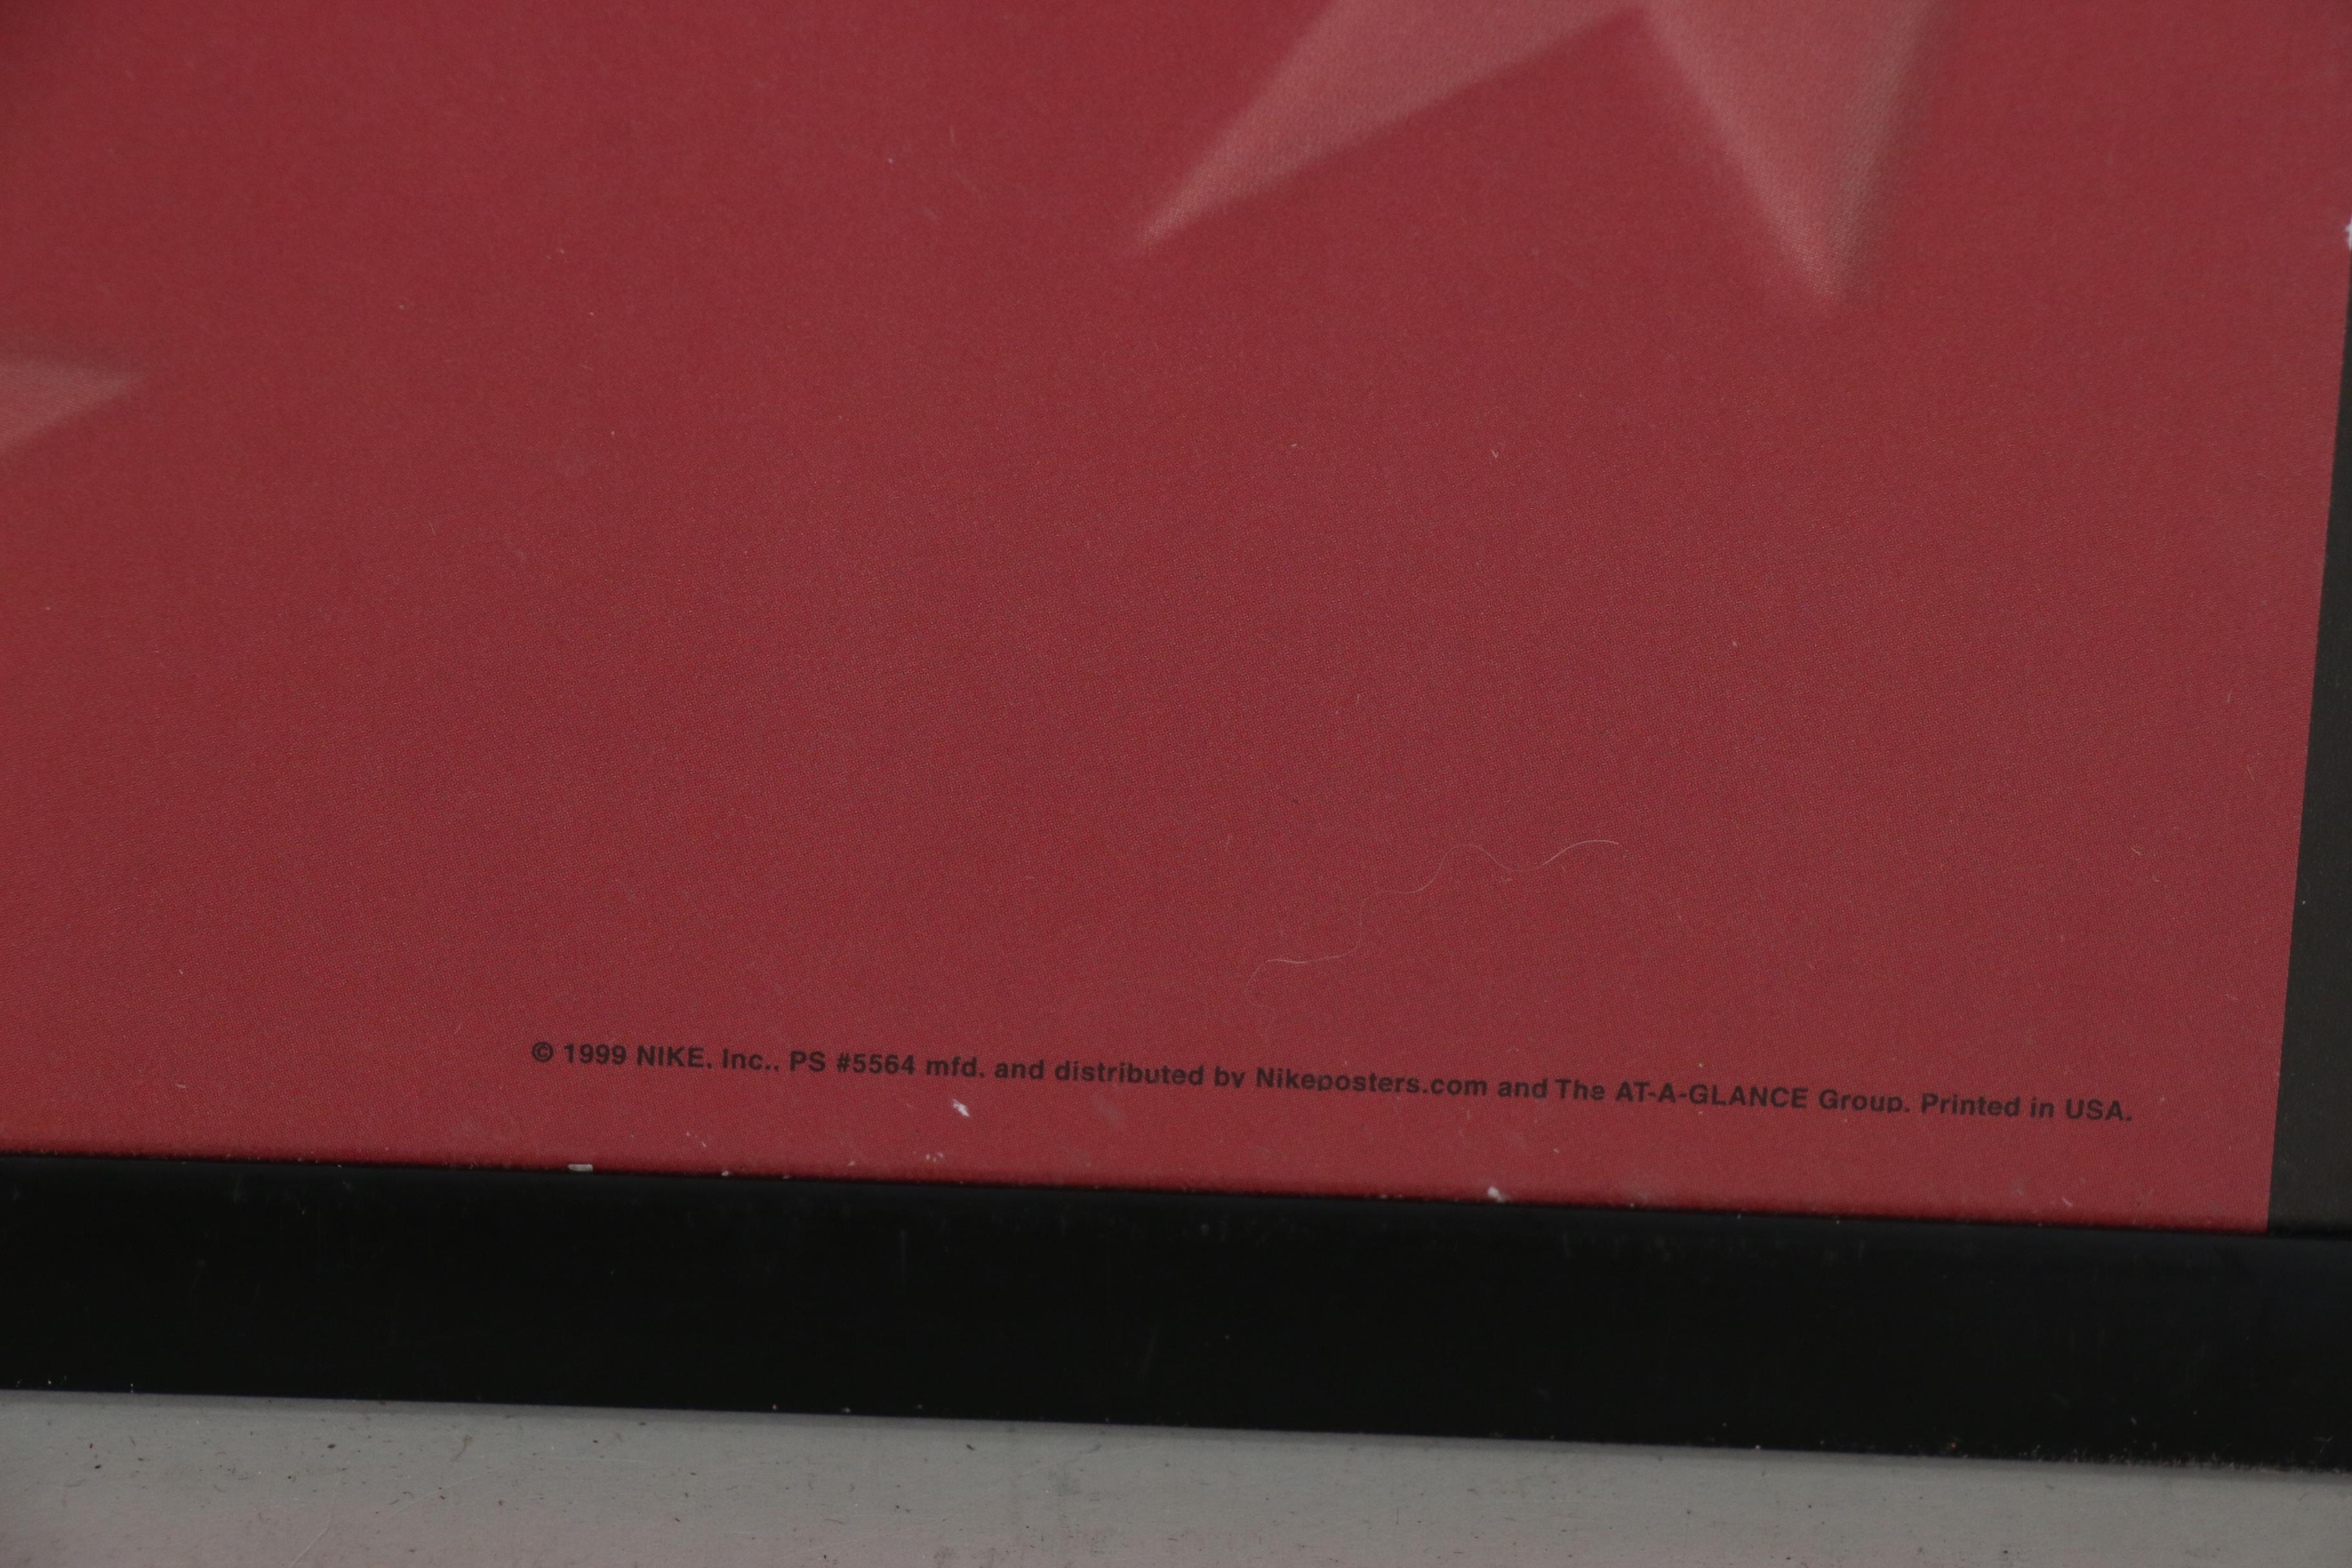 © 1999 NIKE, Inc., PS #5564 mfd. and distributed by Nikeposters.com and The AT-A-GLANCE Group. Printed in USA.